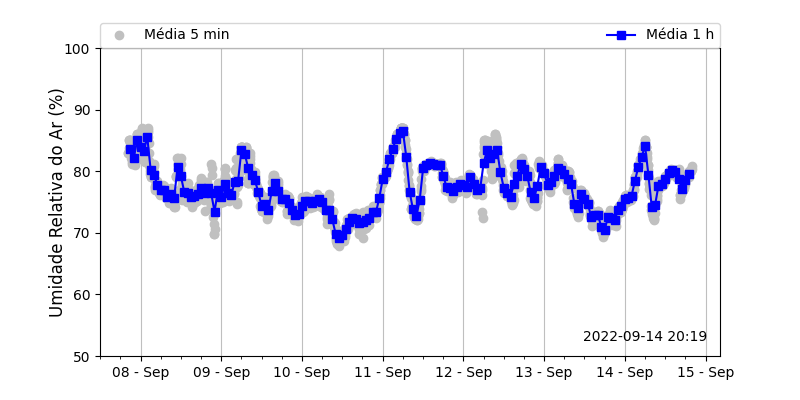 Média 5 min
Média 1 h
Umidade Relativa do Ar (%)
100
90
80
70
60
50
2022-09-14 20:19
08 - Sep
09 - Sep
10 - Sep
11 - Sep
12 - Sep
13 - Sep
14 - Sep
15 - Sep